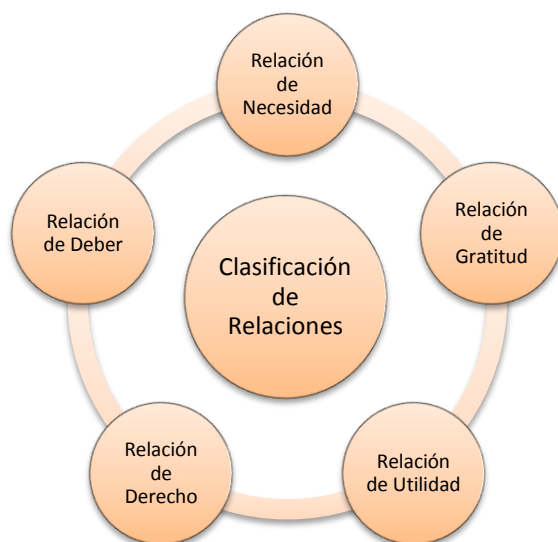 Relación
de
Necesidad
Relación
de
Gratitud
Relación
de Utilidad
Relación
de
Derecho
Relación
de Deber
Clasificación
de
Relaciones